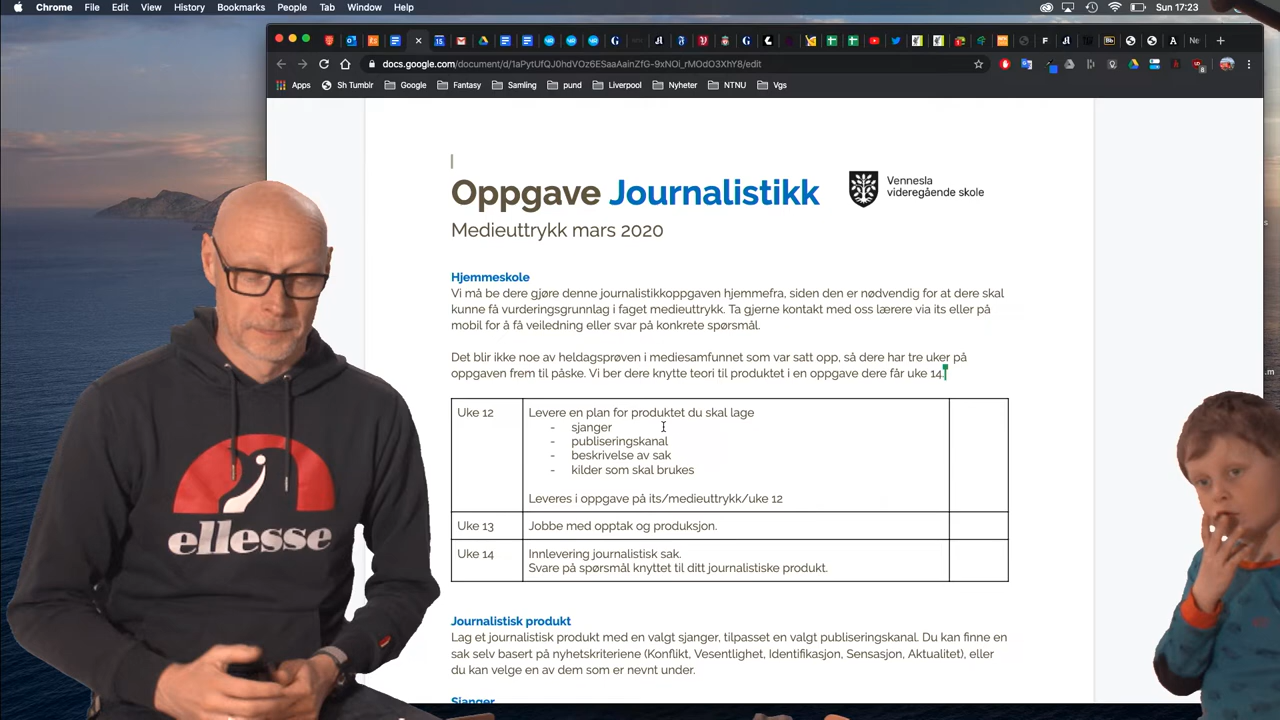 Chrome File Edit View History Bookmarks People Tab Window Help Sun 17:23
docs.google.com/document/d/1aPytUfQJ0hdVOz6ESaaAainZfG-9xNOi_rMOdO3XhY8/edit
Apps Sh Tumblr Google Fantasy Samling pund Liverpool Nyheter NTNU Vgs
Oppgave Journalistikk
Vennesla
videregående skole
Medieuttrykk mars 2020
Hjemmeskole
Vi må be dere gjøre denne journalistikkoppgaven hjemmefra, siden den er nødvendig for at dere skal
kunne få vurderingsgrunnlag i faget medieuttrykk. Ta gjerne kontakt med oss lærere via its eller på
mobil for å få veiledning eller svar på konkrete spørsmål.
Det blir ikke noe av heldagsprøven i mediesamfunnet som var satt opp, så dere har tre uker på
oppgaven frem til påske. Vi ber dere knytte teori til produktet i en oppgave dere får uke 14.
Uke 12 Levere en plan for produktet du skal lage
- sjanger
- publiseringskanal
- beskrivelse av sak
- kilder som skal brukes
Leveres i oppgave på its/medieuttrykk/uke 12
Uke 13 Jobbe med opptak og produksjon.
Uke 14 Innlevering journalistisk sak.
Svare på spørsmål knyttet til ditt journalistiske produkt.
Journalistisk produkt
Lag et journalistisk produkt med en valgt sjanger, tilpasset en valgt publiseringskanal. Du kan finne en
sak selv basert på nyhetskriteriene (Konflikt, Vesentlighet, Identifikasjon, Sensasjon, Aktualitet), eller
du kan velge en av dem som er nevnt under.
Sjanger
ellesse